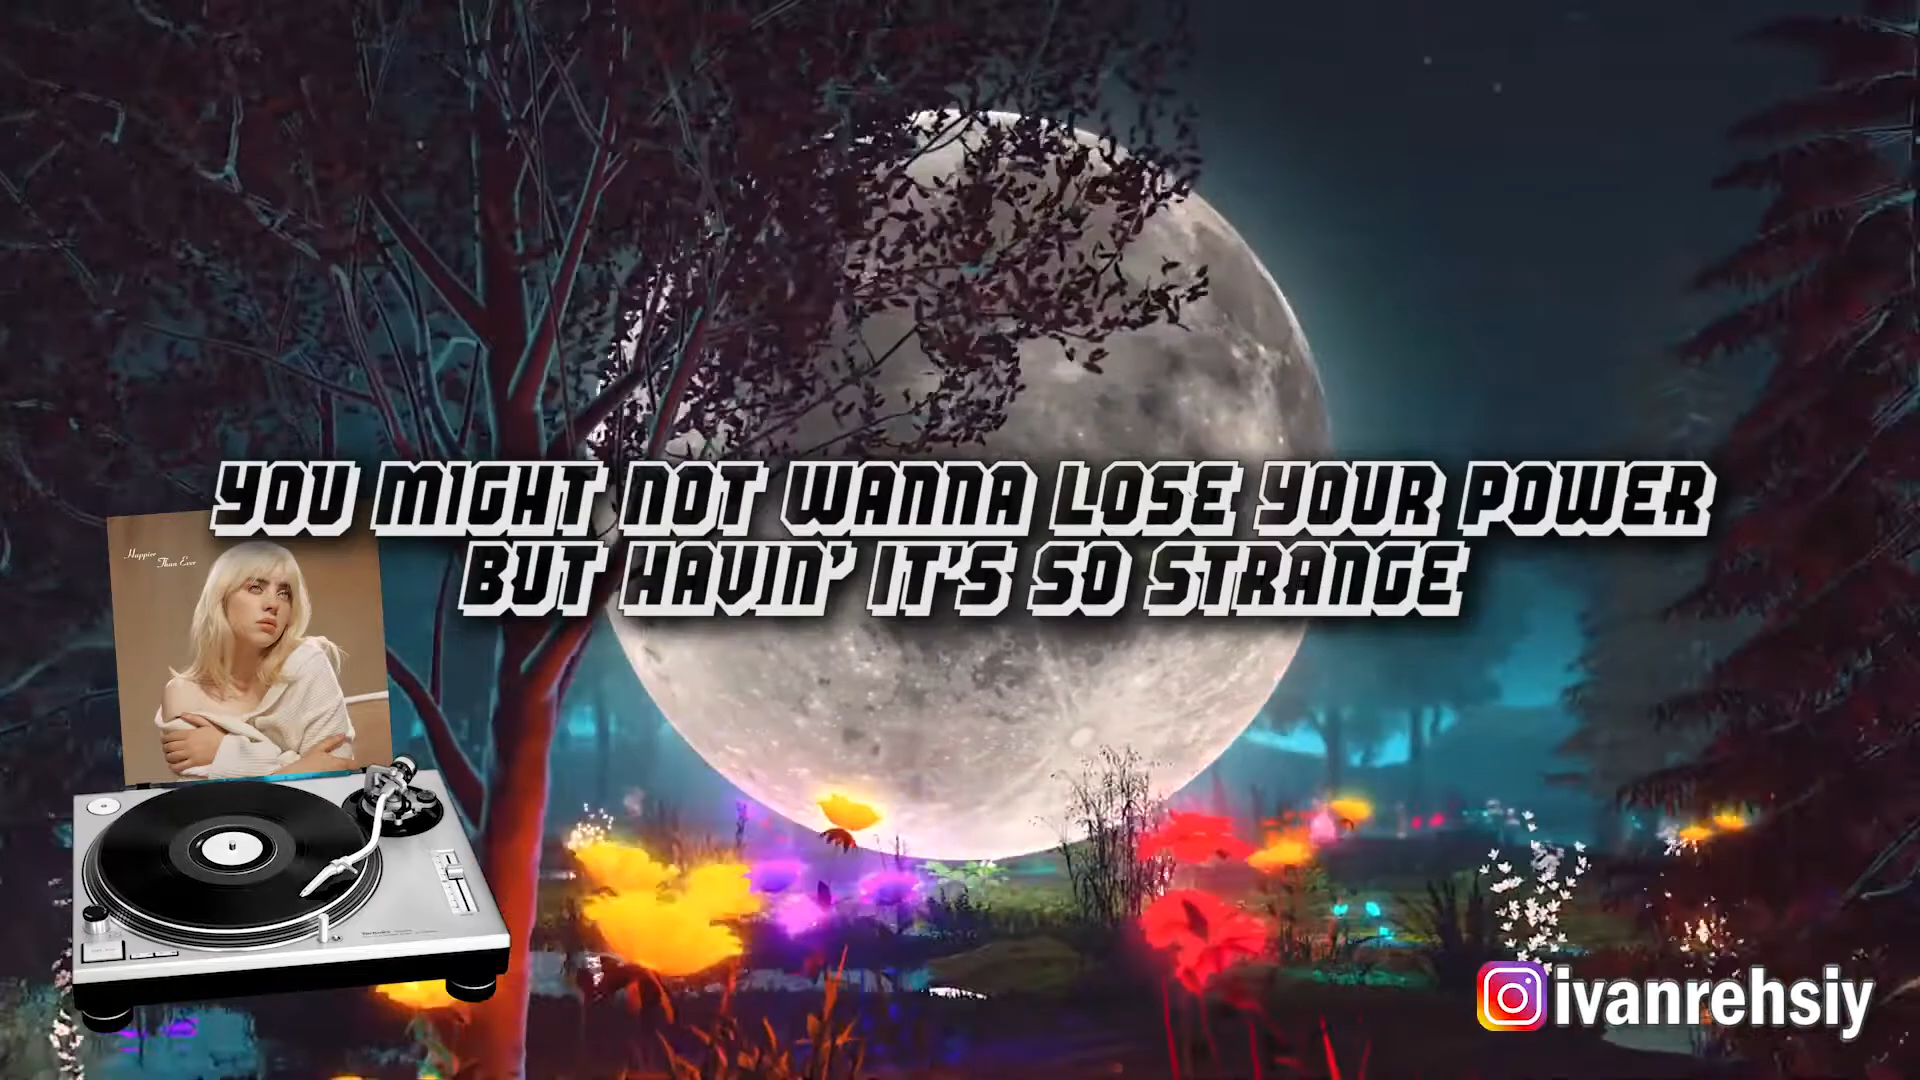 YOU MIGHT NOT WANNA LOSE YOUR POWER
BUT HAVIN' IT'S SO STRANGE
Happier
Than Ever
ivanrehsiy